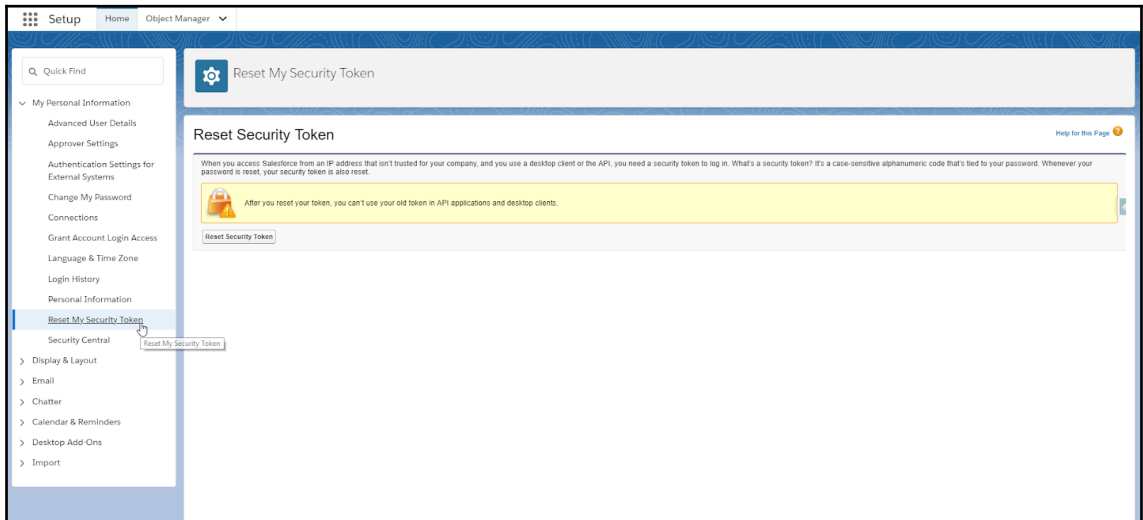 Setup
Home
Object Manager
Quick Find
My Personal Information
Advanced User Details
Approver Settings
Authentication Settings for
External Systems
Change My Password
Connections
Grant Account Login Access
Language & Time Zone
Login History
Personal Information
Reset My Security Token
Security Central
Reset My Security Token
Display & Layout
Email
Chatter
Calendar & Reminders
Desktop Add-Ons
Import
Reset My Security Token
Reset Security Token
Help for this Page
When you access Salesforce from an IP address that isn't trusted for your company, and you use a desktop client or the API, you need a security token to log in. What's a security token? It's a case-sensitive alphanumeric code that's tied to your password. Whenever your
password is reset, your security token is also reset.
After you reset your token, you can't use your old token in API applications and desktop clients.
Reset Security Token